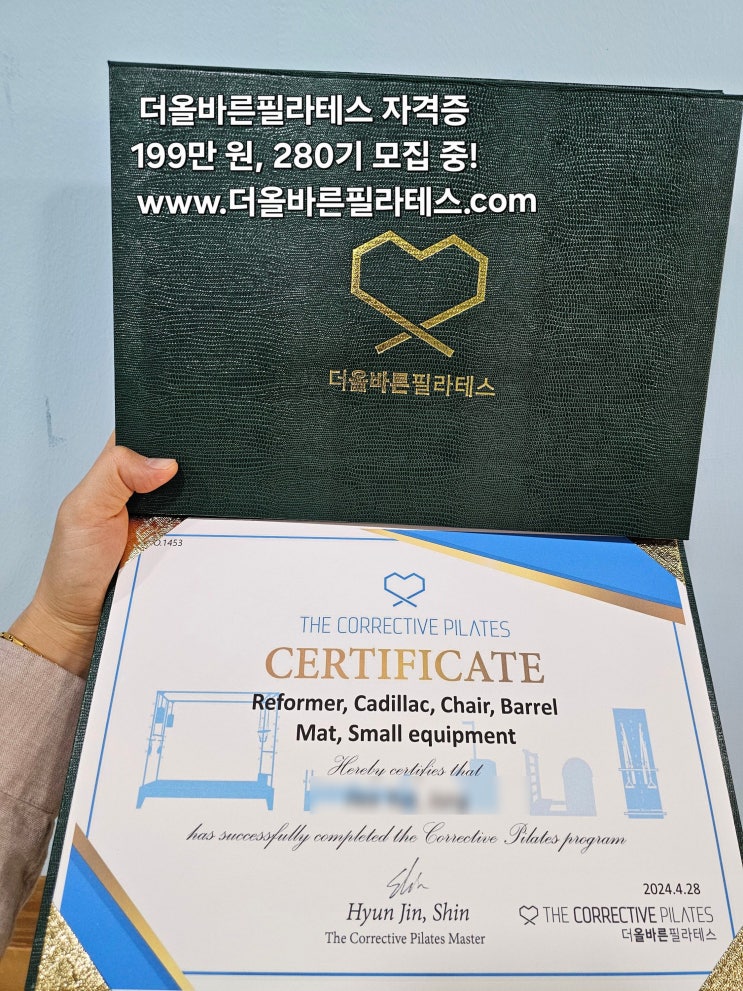 더올바른필라테스 자격증
199만 원, 280기 모집 중!
www.더올바른필라테스.com
더올바른필라테스
O.1453
THE CORRECTIVE PILATES
CERTIFICATE
Reformer, Cadillac, Chair, Barrel
Mat, Small equipment
Hereby certifies that
has successfully completed the Corrective Pilates program
Hyun Jin, Shin
The Corrective Pilates Master
2024.4.28
THE CORRECTIVE PILATES
더올바른필라테스